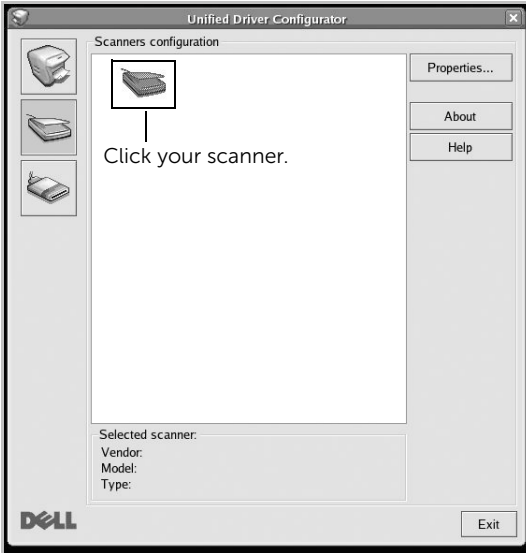 Unified Driver Configurator
Scanners configuration
Properties...
About
Help
Click your scanner.
Selected scanner:
Vendor:
Model:
Type:
DELL
Exit